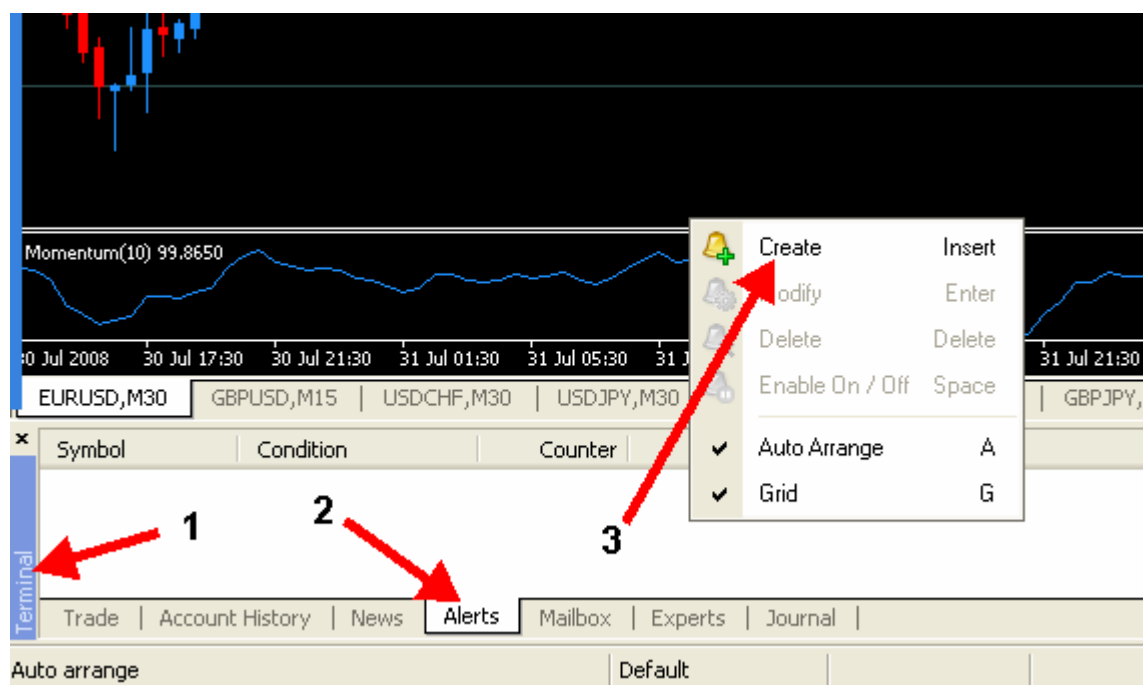 Momentum(10) 99.8650
Jul 2008 30 Jul 17:30 30 Jul 21:30 31 Jul 01:30 31 Jul 05:30 31 31 Jul 21:30
EURUSD,M30 GBPUSD,M15 | USDCHF,M30 | USDJPY,M30 | GBPJPY,
Create Insert
odify Enter
Delete Delete
Enable On / Off Space
Auto Arrange A
Grid G
Symbol Condition Counter
1 2 3
Terminal
Trade | Account History | News Alerts Mailbox | Experts | Journal |
Auto arrange Default